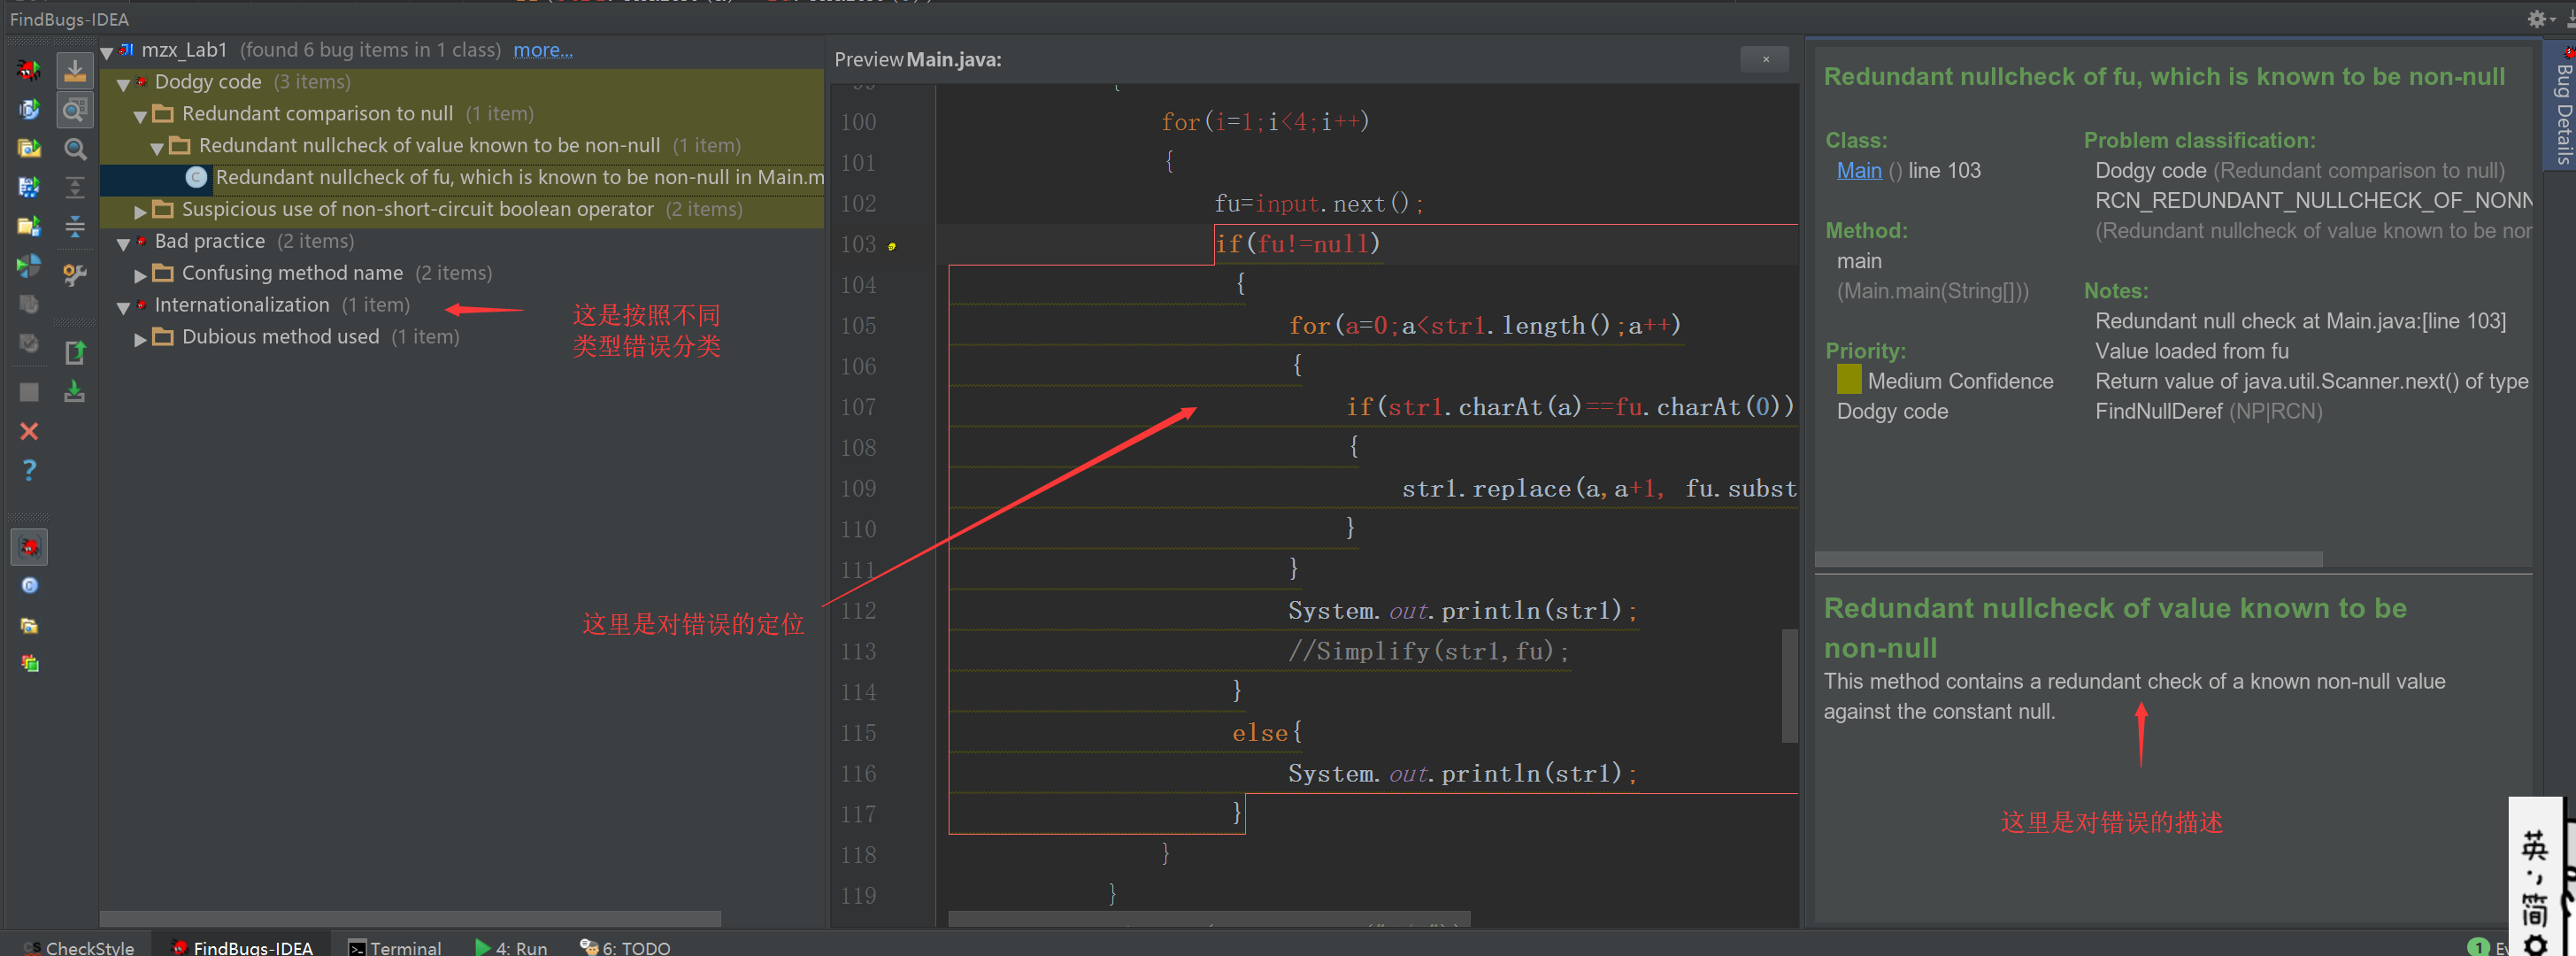 FindBugs-IDEA
mzx_Lab1 (found 6 bug items in 1 class) more...
Dodgy code (3 items)
Redundant comparison to null (1 item)
Redundant nullcheck of value known to be non-null (1 item)
Redundant nullcheck of fu, which is known to be non-null in Main.m
Suspicious use of non-short-circuit boolean operator (2 items)
Bad practice (2 items)
Confusing method name (2 items)
Internationalization (1 item)
Dubious method used (1 item)
这是按照不同
类型错误分类
这里是对错误的定位
Preview Main.java:
100 for(i=1;i<4;i++)
101 {
102 fu=input.next();
103 if(fu!=null)
104 {
105 for(a=0;a<str1.length();a++)
106 {
107 if(str1.charAt(a)==fu.charAt(0))
108 {
109 str1.replace(a,a+1, fu.subst
110 }
111 }
112 System.out.println(str1);
113 //Simplify(str1,fu);
114 }
115 else{
116 System.out.println(str1);
117 }
118 }
119 }
Redundant nullcheck of fu, which is known to be non-null
Class:
Main () line 103
Method:
main
(Main.main(String[]))
Priority:
Medium Confidence
Dodgy code
Problem classification:
Dodgy code (Redundant comparison to null)
RCN_REDUNDANT_NULLCHECK_OF_NONN
(Redundant nullcheck of value known to be nor
Notes:
Redundant null check at Main.java:[line 103]
Value loaded from fu
Return value of java.util.Scanner.next() of type
FindNullDeref (NP|RCN)
Redundant nullcheck of value known to be
non-null
This method contains a redundant check of a known non-null value
against the constant null.
这里是对错误的描述
Bug Details
英
简
CheckStyle
FindBugs-IDEA
Terminal
4: Run
6: TODO
1 Ev